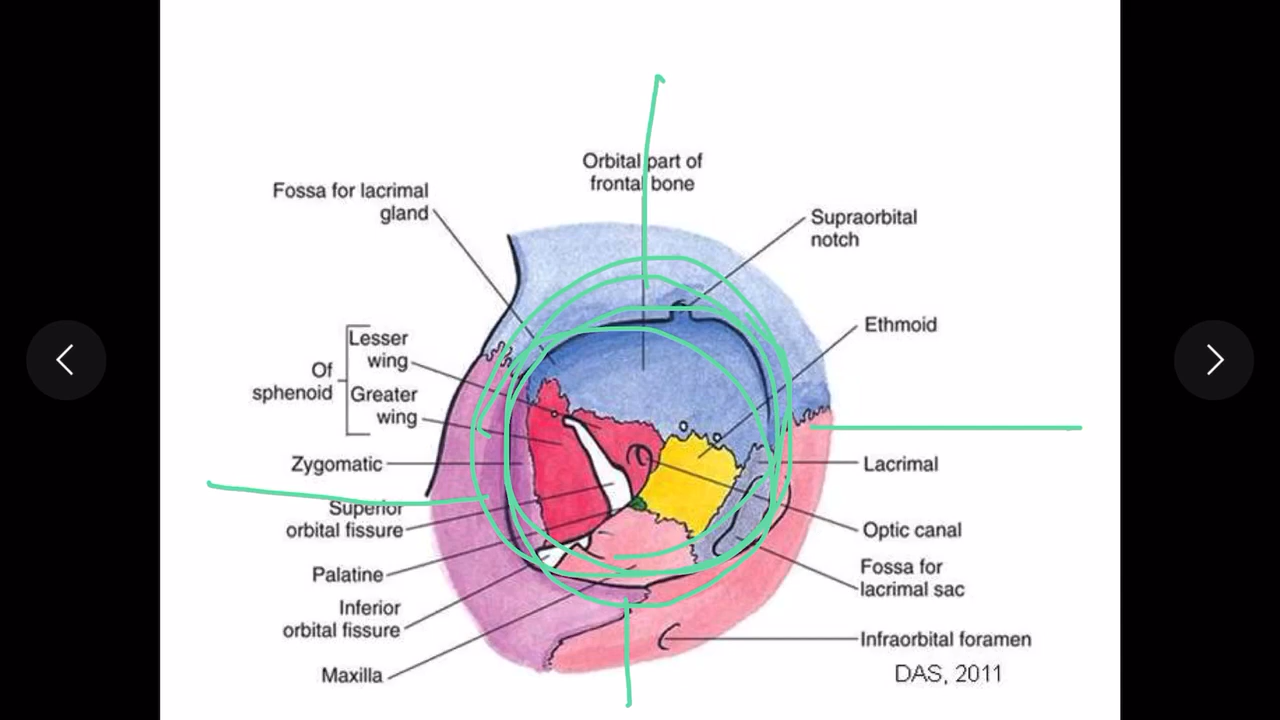 Orbital part of
frontal bone
Fossa for lacrimal
gland
Supraorbital
notch
Ethmoid
Lesser
wing
Of
sphenoid
Greater
wing
Zygomatic
Lacrimal
Superior
orbital fissure
Optic canal
Palatine
Fossa for
lacrimal sac
Inferior
orbital fissure
Infraorbital foramen
Maxilla
DAS, 2011